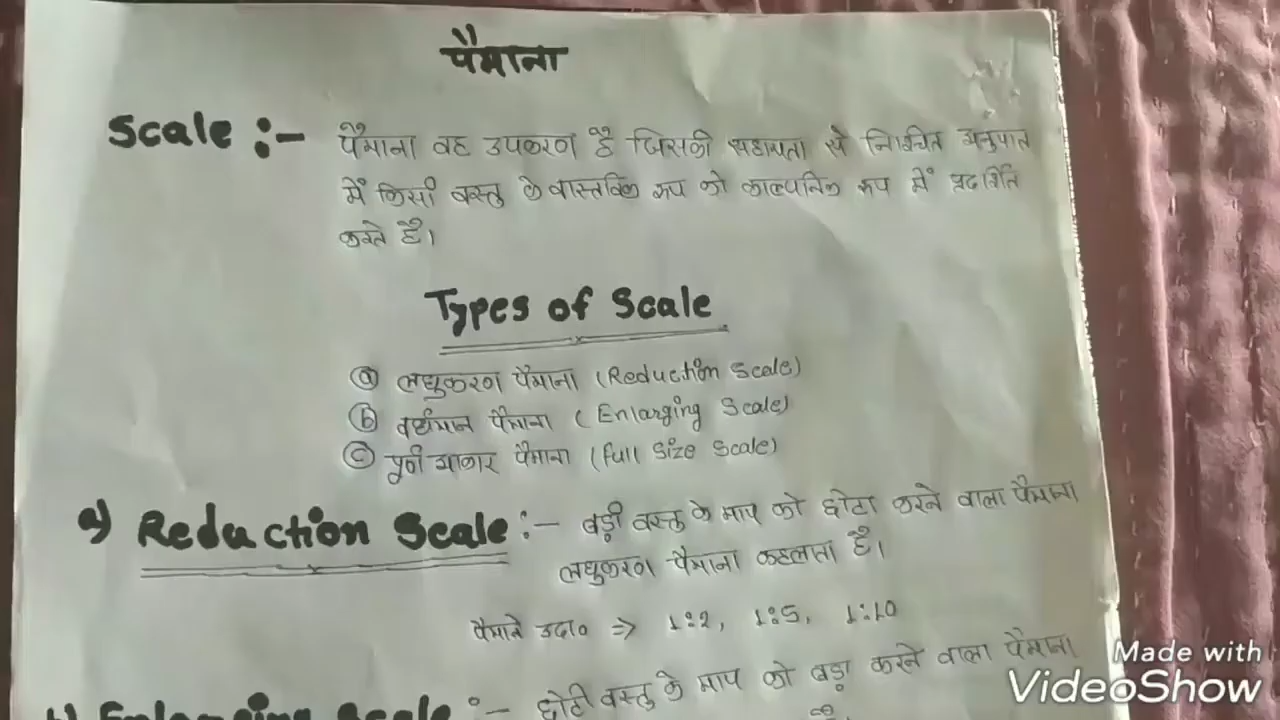 पैमाना
Scale :- पैमाना वह उपकरण है जिसकी सहायता से निश्चित अनुपात
में किसी वस्तु के वास्तविक रूप को काल्पनिक रूप में प्रदर्शित
करते है।
Types of Scale
(a) लघुकरण पैमाना (Reduction Scale)
(b) वर्धमान पैमाना (Enlarging Scale)
(c) पूर्ण आकार पैमाना (Full Size Scale)
a) Reduction Scale :- बड़ी वस्तु के माप को छोटा करने वाला पैमाना
लघुकरण पैमाना कहलाता है।
पैमाने उदा० => 1:2, 1:5, 1:10
b) Enlarging Scale :- छोटी वस्तु के माप को बड़ा करने वाला पैमाना
Made with
VideoShow